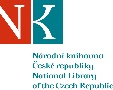 NK
Národní knihovna
České republiky
National Library
of the Czech Republic